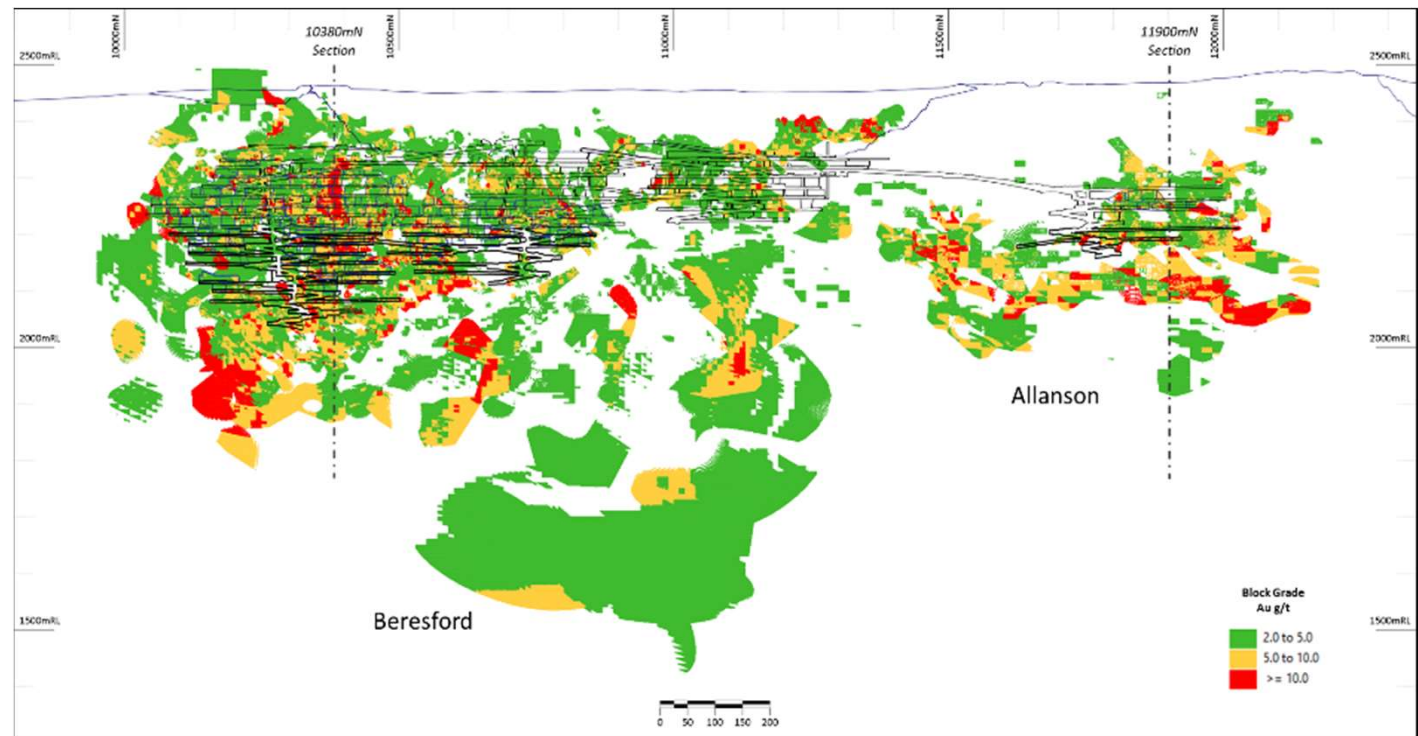 10380mN
Section
11900mN
Section
10000mN
10500mN
11000mN
11500mN
12000mN
2500mRL
2500mRL
2000mRL
2000mRL
Allanson
Beresford
1500mRL
1500mRL
Block Grade
Au g/t
2.0 to 5.0
5.0 to 10.0
>= 10.0
0 50 100 150 200